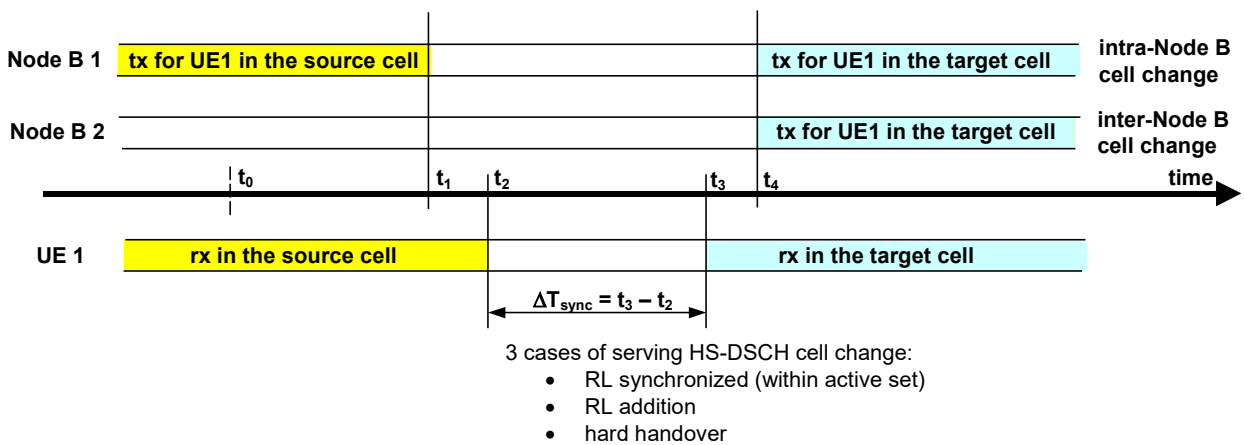 Node B 1
tx for UE1 in the source cell
tx for UE1 in the target cell
intra-Node B
cell change
Node B 2
tx for UE1 in the target cell
inter-Node B
cell change
t0
t1
t2
t3
t4
time
UE 1
rx in the source cell
rx in the target cell
ΔTsync = t3 – t2
3 cases of serving HS-DSCH cell change:
• RL synchronized (within active set)
• RL addition
• hard handover